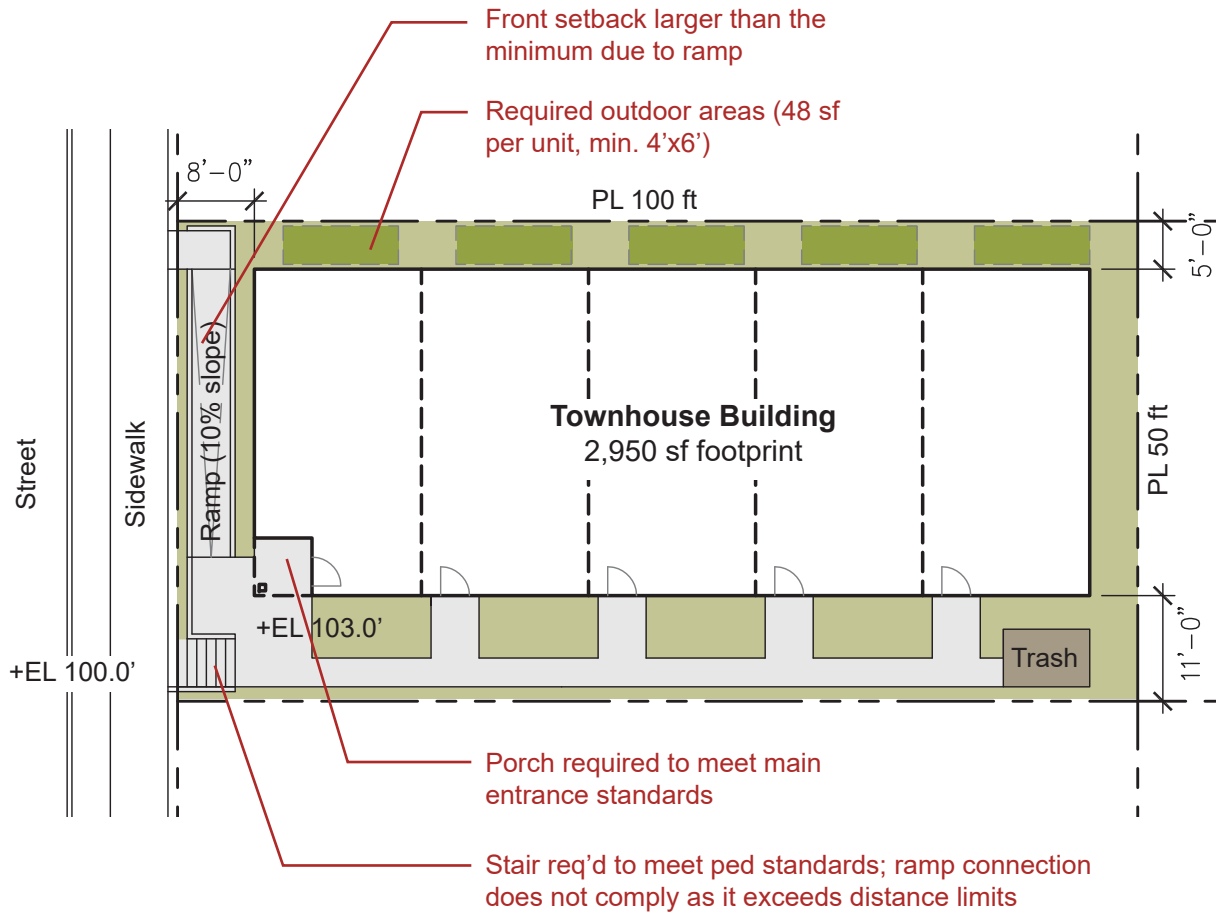 Front setback larger than the
minimum due to ramp
Required outdoor areas (48 sf
per unit, min. 4’x6’)
8’–0”
PL 100 ft
5’–0”
Ramp (10% slope)
Townhouse Building
2,950 sf footprint
PL 50 ft
Street
Sidewalk
+EL 103.0’
+EL 100.0’
Trash
11’–0”
Porch required to meet main
entrance standards
Stair req’d to meet ped standards; ramp connection
does not comply as it exceeds distance limits